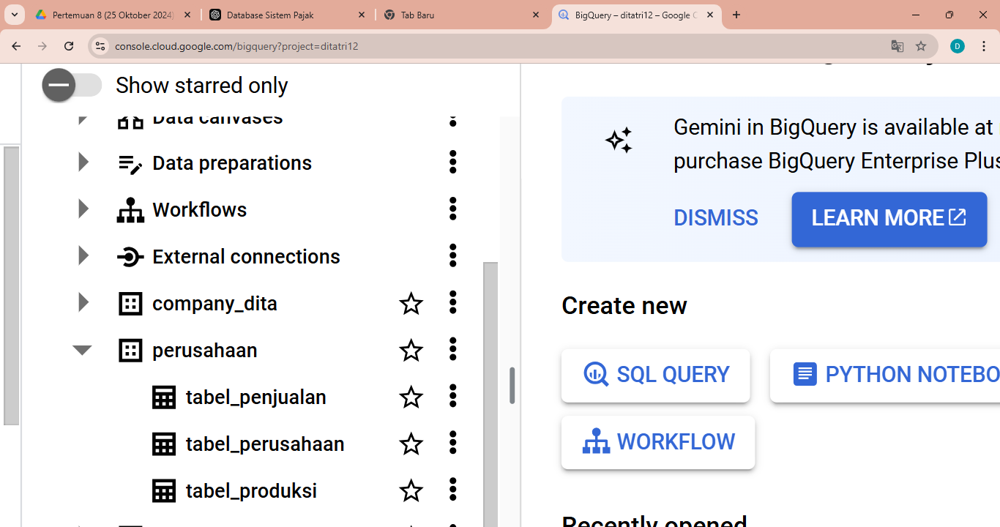 Pertemuan 8 (25 Oktober 2024)
Database Sistem Pajak
Tab Baru
BigQuery – ditatri12 – Google C
console.cloud.google.com/bigquery?project=ditatri12
D
Show starred only
Data canvases
Data preparations
Workflows
External connections
company_dita
perusahaan
tabel_penjualan
tabel_perusahaan
tabel_produksi
Gemini in BigQuery is available at
purchase BigQuery Enterprise Plus
DISMISS
LEARN MORE
Create new
SQL QUERY
PYTHON NOTEBO
WORKFLOW
Recently opened